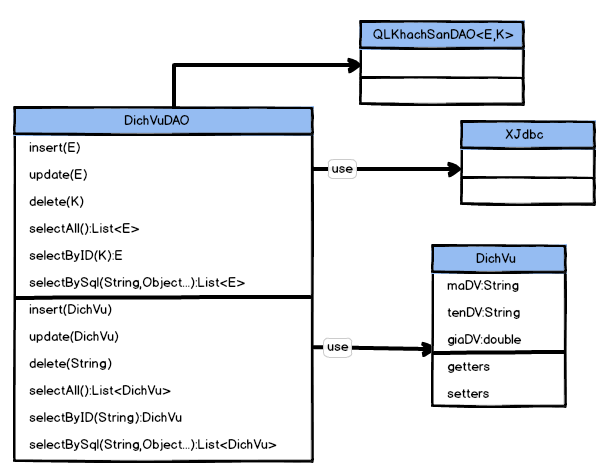 QLKhachSanDAO<E,K>
DichVuDAO
insert(E)
update(E)
delete(K)
selectAll():List<E>
selectByID(K):E
selectBySql(String,Object...):List<E>
insert(DichVu)
update(DichVu)
delete(String)
selectAll():List<DichVu>
selectByID(String):DichVu
selectBySql(String,Object...):List<DichVu>
use
XJdbc
use
DichVu
maDV:String
tenDV:String
giaDV:double
getters
setters